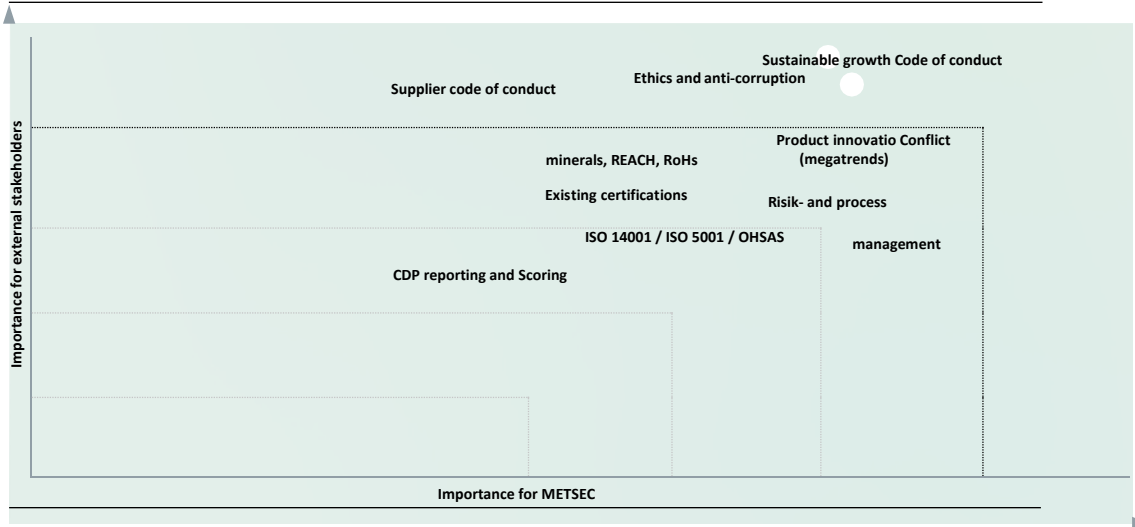 Sustainable growth Code of conduct
Ethics and anti-corruption
Supplier code of conduct
Product innovatio Conflict
(megatrends)
minerals, REACH, RoHs
Existing certifications
Risik- and process
ISO 14001 / ISO 5001 / OHSAS
management
CDP reporting and Scoring
Importance for external stakeholders
Importance for METSEC